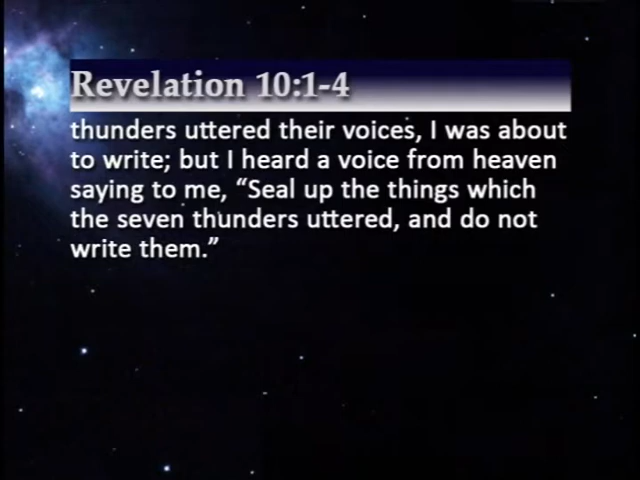 Revelation 10:1-4
thunders uttered their voices, I was about
to write; but I heard a voice from heaven
saying to me, “Seal up the things which
the seven thunders uttered, and do not
write them.”